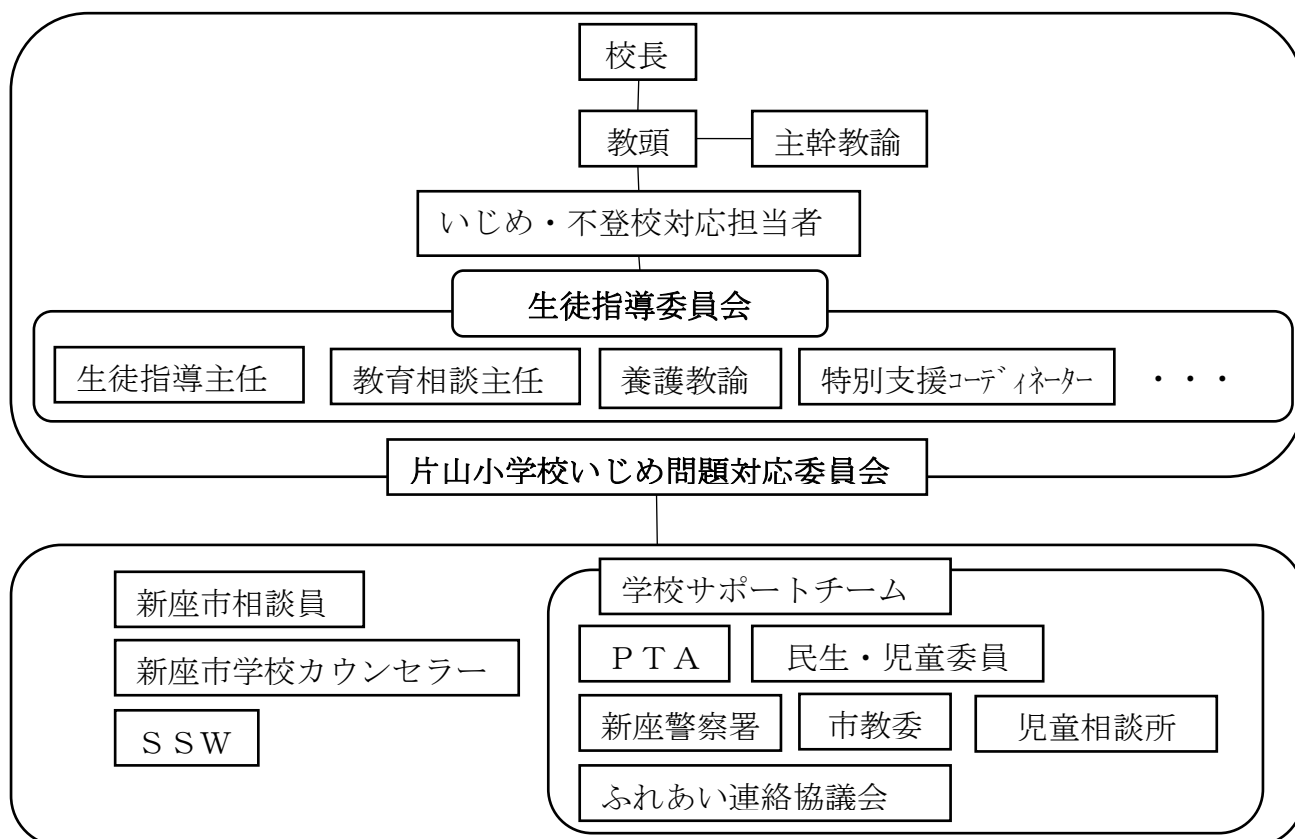 校長
教頭
主幹教諭
いじめ・不登校対応担当者
生徒指導委員会
生徒指導主任
教育相談主任
養護教諭
特別支援ｺｰﾃﾞｨﾈｰﾀｰ
・・・
片山小学校いじめ問題対応委員会
新座市相談員
新座市学校カウンセラー
ＳＳＷ
学校サポートチーム
ＰＴＡ
民生・児童委員
新座警察署
市教委
児童相談所
ふれあい連絡協議会